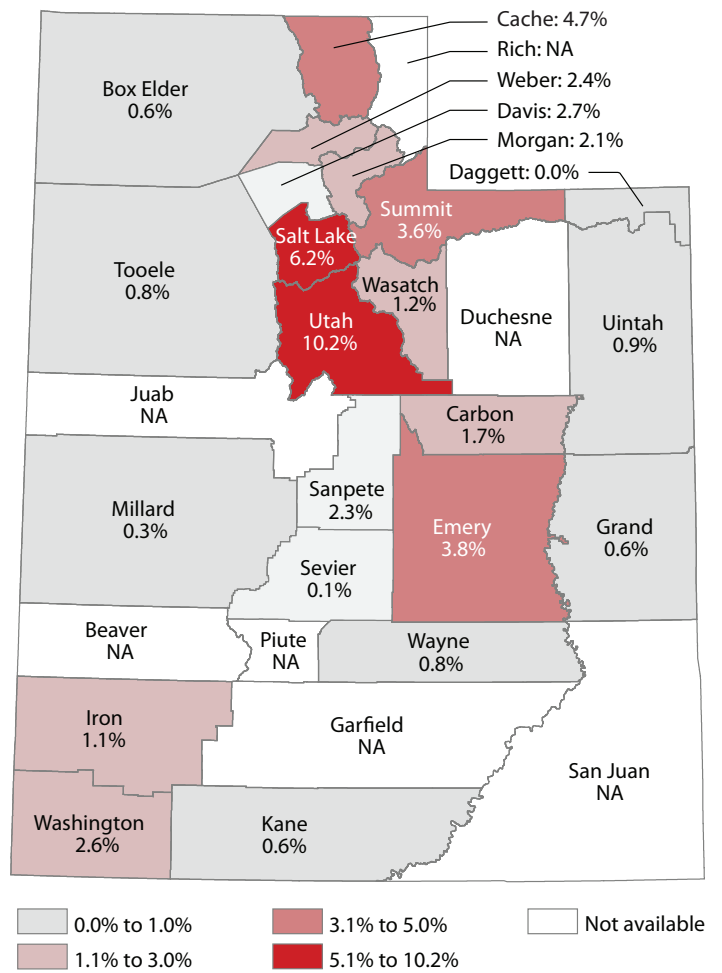 Cache: 4.7%
Rich: NA
Weber: 2.4%
Davis: 2.7%
Morgan: 2.1%
Daggett: 0.0%
Box Elder
0.6%
Summit
3.6%
Salt Lake
6.2%
Tooele
0.8%
Wasatch
1.2%
Utah
10.2%
Duchesne
NA
Uintah
0.9%
Juab
NA
Carbon
1.7%
Sanpete
2.3%
Millard
0.3%
Emery
3.8%
Grand
0.6%
Sevier
0.1%
Beaver
NA
Piute
NA
Wayne
0.8%
Iron
1.1%
Garfield
NA
San Juan
NA
Washington
2.6%
Kane
0.6%
0.0% to 1.0%
3.1% to 5.0%
Not available
1.1% to 3.0%
5.1% to 10.2%